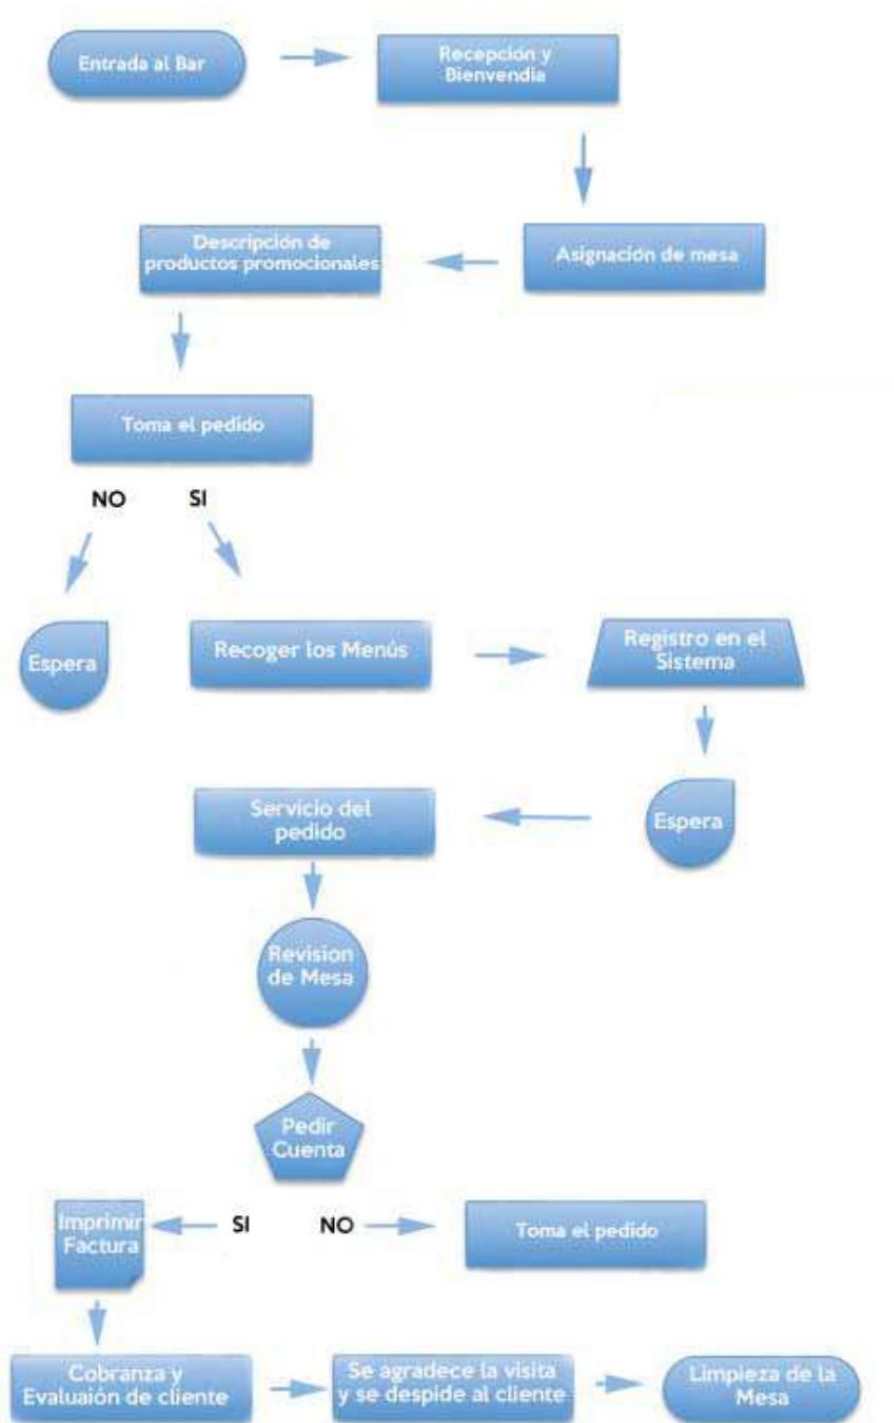 Entrada al Bar
Recepción y
Bienvendia
Asignación de mesa
Descripción de
productos promocionales
Toma el pedido
NO
SI
Espera
Recoger los Menús
Registro en el
Sistema
Espera
Servicio del
pedido
Revision
de Mesa
Pedir
Cuenta
SI
NO
Imprimir
Factura
Toma el pedido
Cobranza y
Evaluaión de cliente
Se agradece la visita
y se despide al cliente
Limpieza de la
Mesa